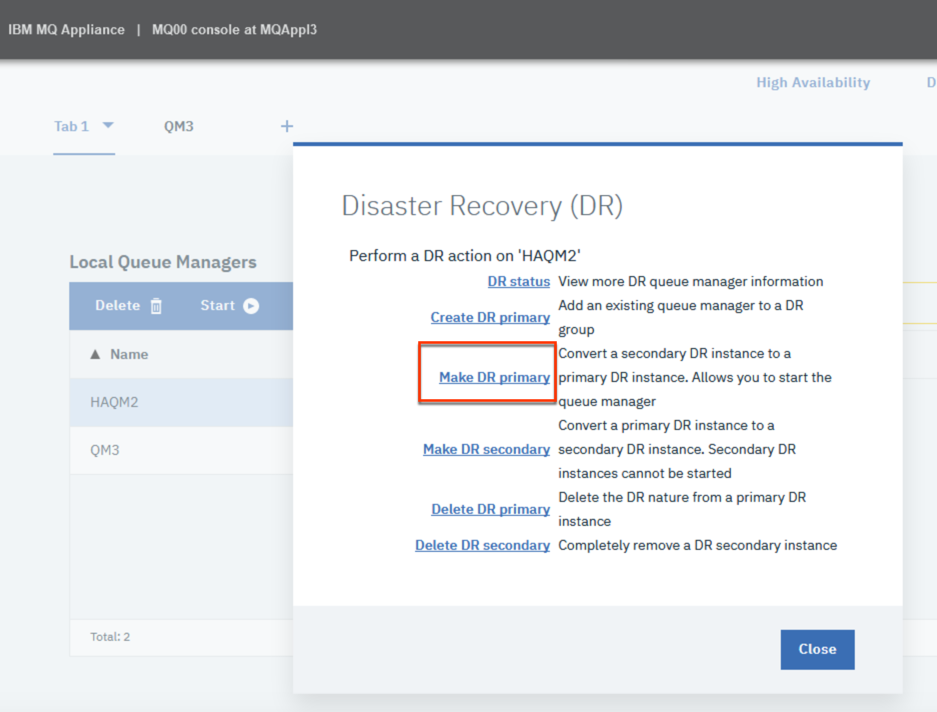 IBM MQ Appliance | MQ00 console at MQAppl3
High Availability D
Tab 1 QM3 +
Disaster Recovery (DR)
Perform a DR action on 'HAQM2'
DR status View more DR queue manager information
Create DR primary Add an existing queue manager to a DR
group
Make DR primary Convert a secondary DR instance to a
primary DR instance. Allows you to start the
queue manager
Make DR secondary Convert a primary DR instance to a
secondary DR instance. Secondary DR
instances cannot be started
Delete DR primary Delete the DR nature from a primary DR
instance
Delete DR secondary Completely remove a DR secondary instance
Close
Local Queue Managers
Delete Start
▲ Name
HAQM2
QM3
Total: 2